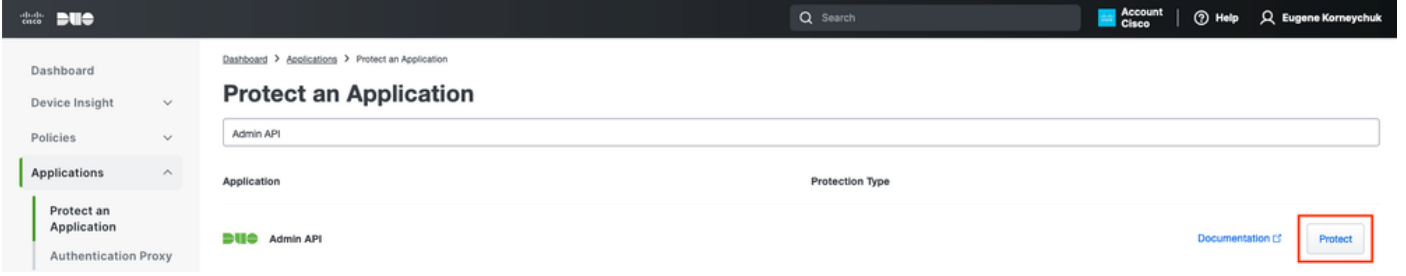 cisco DUO
Search
Account
Cisco
Help
Eugene Korneychuk
Dashboard
Device Insight
Policies
Applications
Protect an
Application
Authentication Proxy
Dashboard > Applications > Protect an Application
Protect an Application
Admin API
Application Protection Type
DUO Admin API Documentation Protect